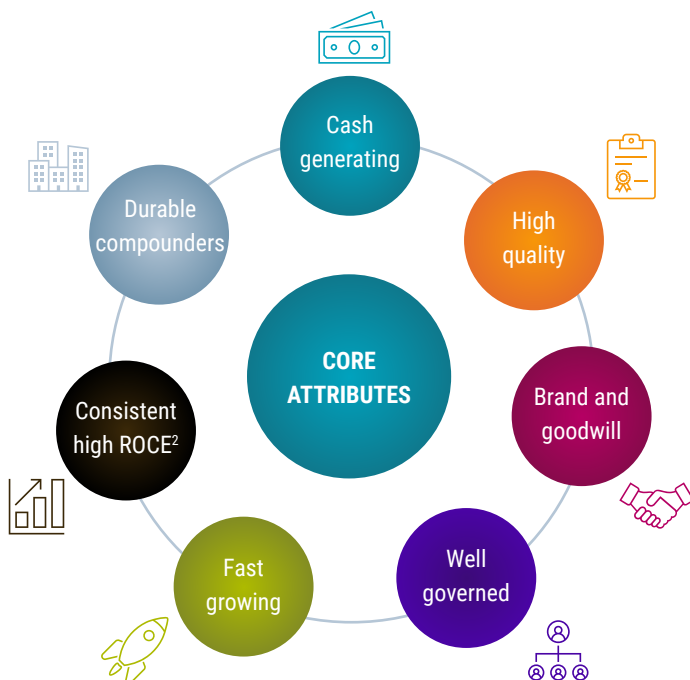 Cash
generating
High
quality
Brand and
goodwill
Well
governed
Fast
growing
Consistent
high ROCE²
Durable
compounders
CORE
ATTRIBUTES